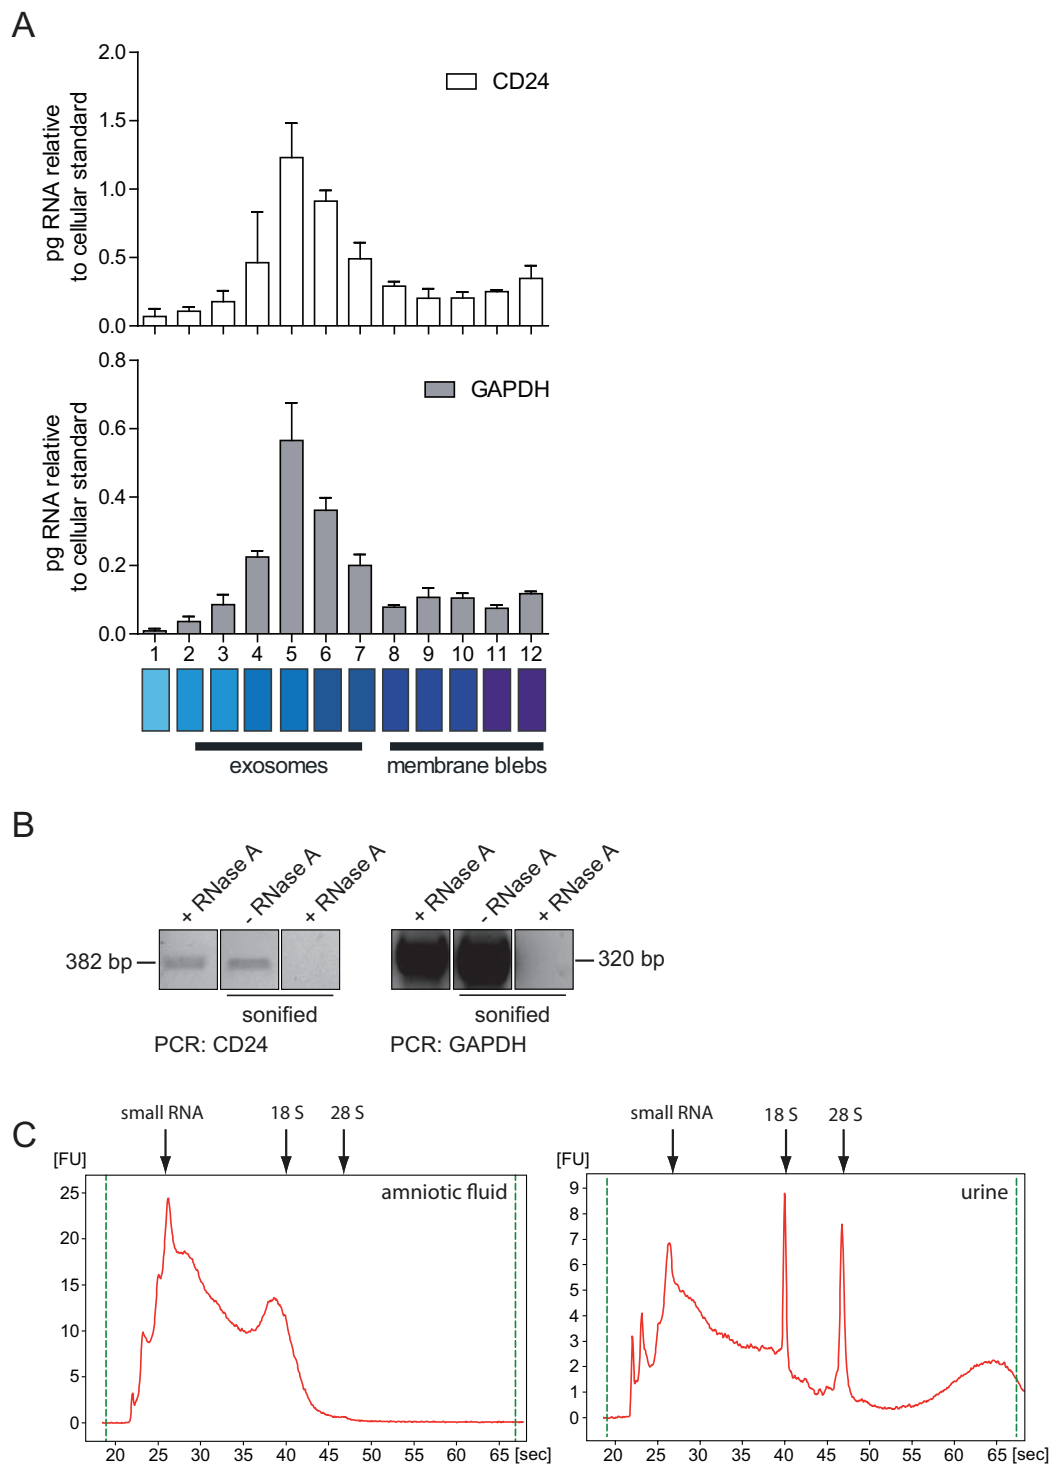 A
2.0
1.5
1.0
0.5
0.0
pg RNA relative
to cellular standard
CD24
0.8
0.6
0.4
0.2
0.0
pg RNA relative
to cellular standard
GAPDH
1 2 3 4 5 6 7 8 9 10 11 12
exosomes membrane blebs
B
+ RNase A - RNase A + RNase A + RNase A - RNase A + RNase A
382 bp 320 bp
sonified sonified
PCR: CD24 PCR: GAPDH
C
small RNA 18 S 28 S
[FU]
amniotic fluid
25
20
15
10
5
0
20 25 30 35 40 45 50 55 60 65 [sec]
small RNA 18 S 28 S
[FU]
urine
9
8
7
6
5
4
3
2
1
0
20 25 30 35 40 45 50 55 60 65 [sec]